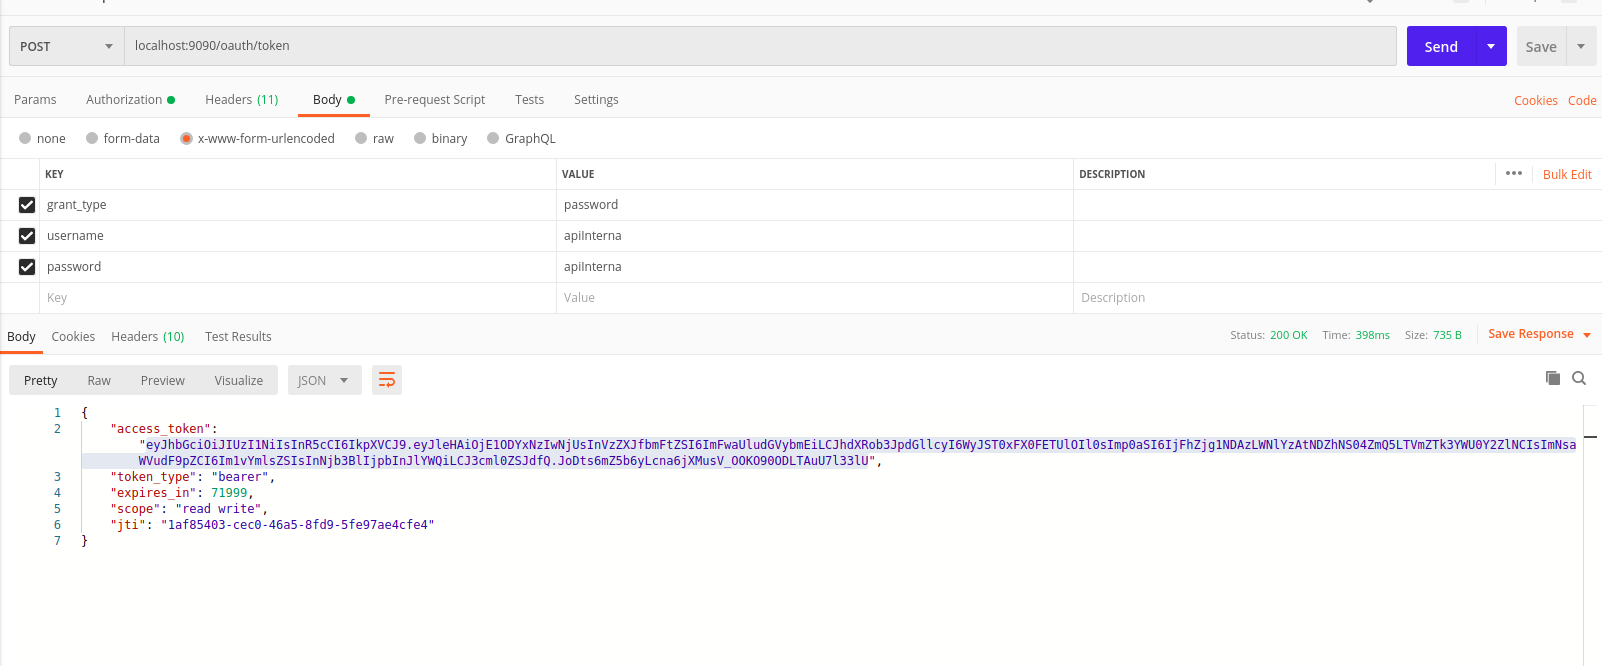 POST localhost:9090/oauth/token Send Save
Params Authorization Headers (11) Body Pre-request Script Tests Settings Cookies Code
none form-data x-www-form-urlencoded raw binary GraphQL
KEY VALUE DESCRIPTION ••• Bulk Edit
grant_type password
username apiInterna
password apiInterna
Key Value Description
Body Cookies Headers (10) Test Results Status: 200 OK Time: 398ms Size: 735 B Save Response
Pretty Raw Preview Visualize JSON
1 {
2 "access_token":
"eyJhbGciOiJIUzI1NiIsInR5cCI6IkpXVCJ9.eyJleHAiOjE1ODYxNzIwNjUsInVzZXJfbmFtZSI6ImFwaUludGVybmEiLCJhdXRob3JpdGllcyI6WyJST0xFX0FETUlOIl0sImp0aSI6IjFhZjg1NDAzLWNlYzAtNDZhNS04ZmQ5LTVmZTk3YWU0Y2ZlNCIsImNsa
WVudF9pZCI6Im1vYmlsZSIsInNjb3BlIjpbInJlYWQiLCJ3cml0ZSJdfQ.JoDts6mZ5b6yLcna6jXMusV_OOKO90ODLTAuU7l33lU",
3 "token_type": "bearer",
4 "expires_in": 71999,
5 "scope": "read write",
6 "jti": "1af85403-cec0-46a5-8fd9-5fe97ae4cfe4"
7 }